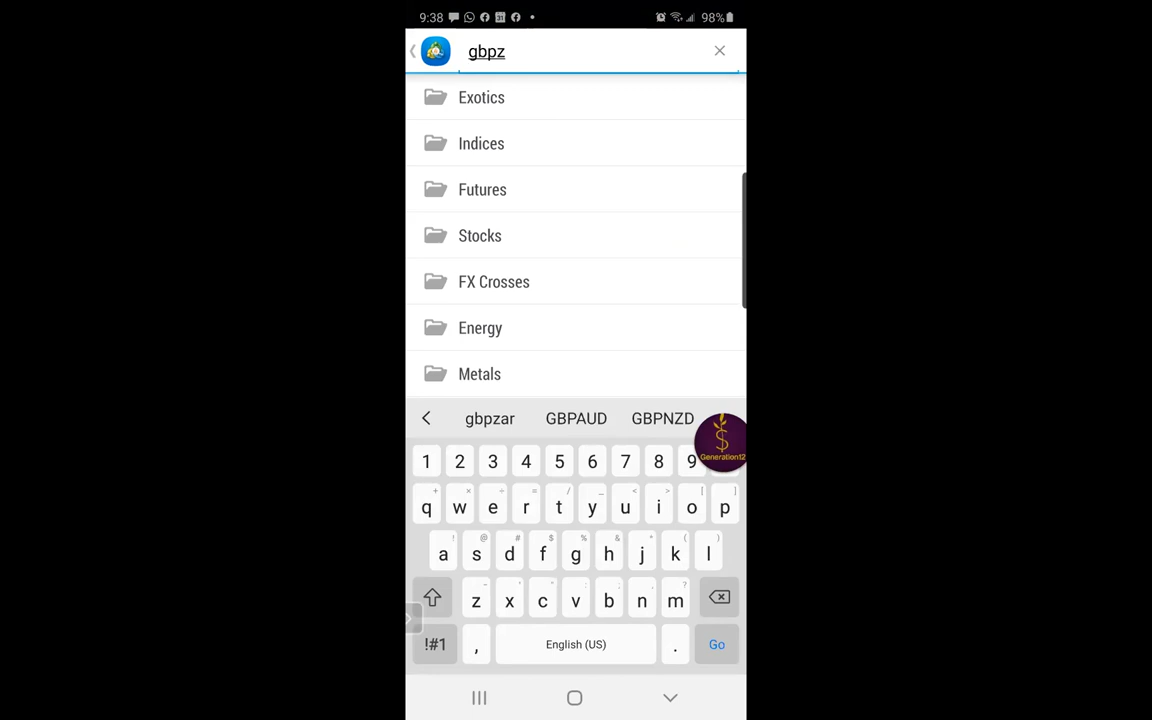 9:38 31 98%
gbpz
Exotics
Indices
Futures
Stocks
FX Crosses
Energy
Metals
gbpzar GBPAUD GBPNZD
$
Generation12
1 2 3 4 5 6 7 8 9
+ × ÷ = / _ < > [ ]
q w e r t y u i o p
! @ # $ % & * ( )
a s d f g h j k l
- ' " : ; , ?
z x c v b n m
!#1 , English (US) . Go